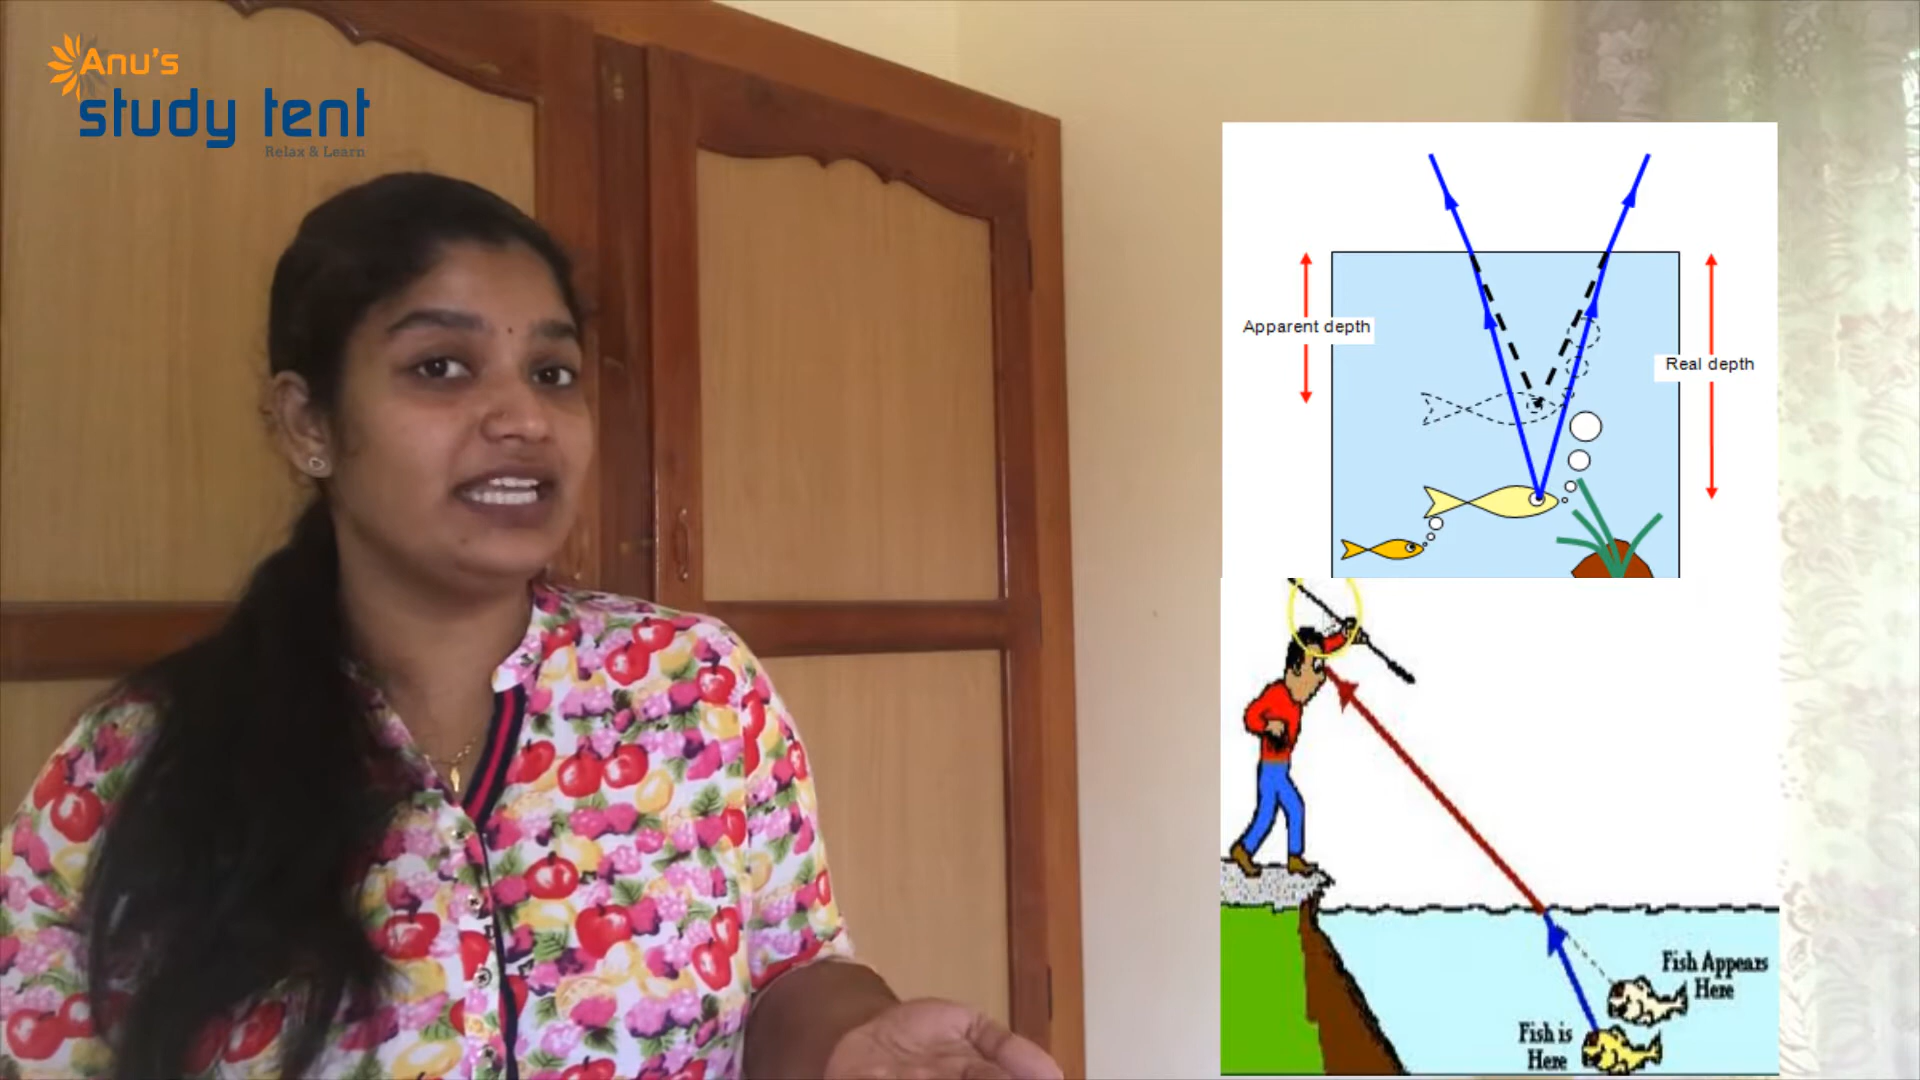 Anu's
study tent
Relax & Learn
Apparent depth
Real depth
Fish Appears
Here
Fish is
Here